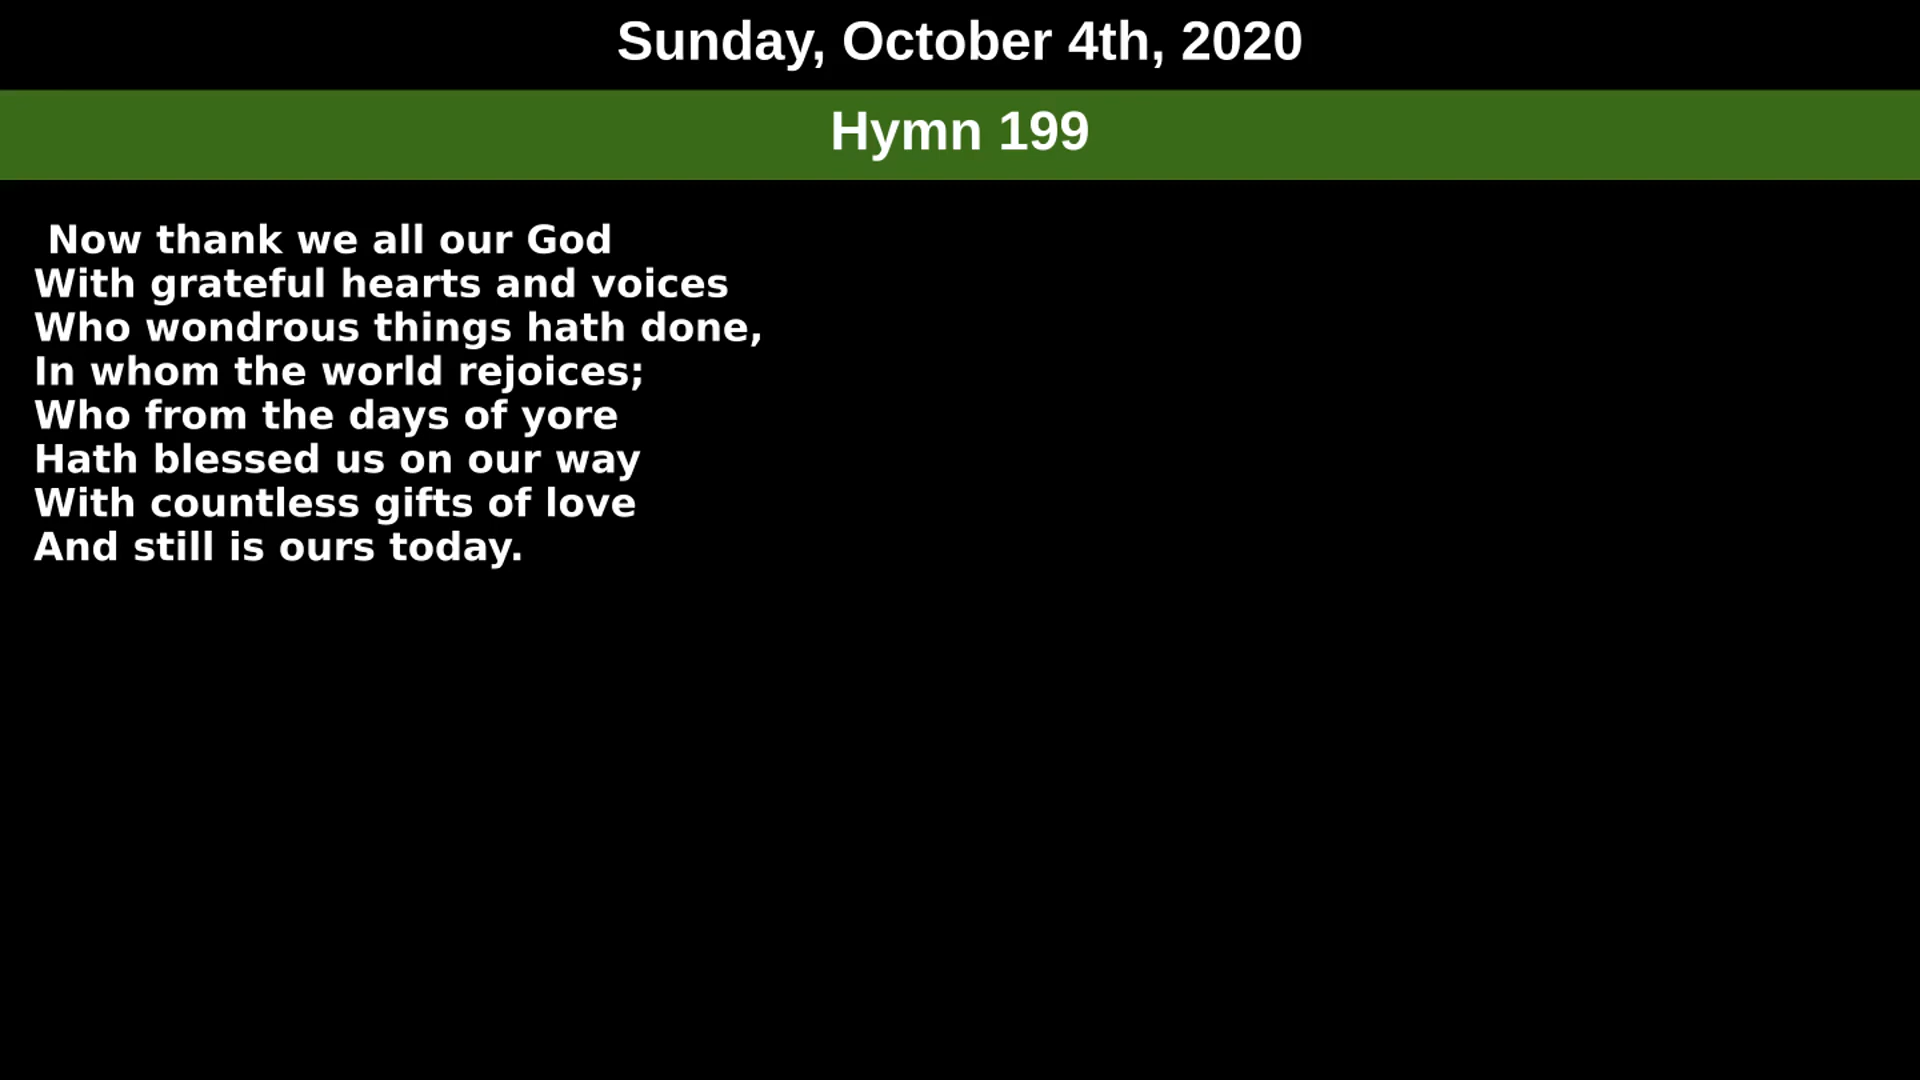 Sunday, October 4th, 2020
Hymn 199
Now thank we all our God
With grateful hearts and voices
Who wondrous things hath done,
In whom the world rejoices;
Who from the days of yore
Hath blessed us on our way
With countless gifts of love
And still is ours today.